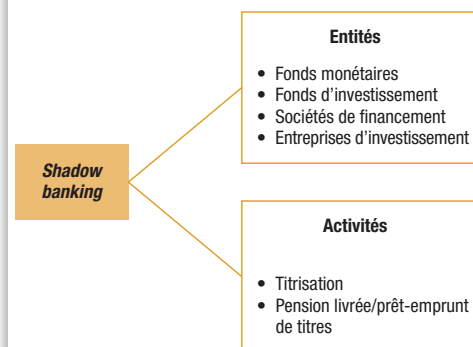 Entités
• Fonds monétaires
• Fonds d'investissement
• Sociétés de financement
• Entreprises d'investissement
Shadow
banking
Activités
• Titrisation
• Pension livrée/prêt-emprunt
de titres